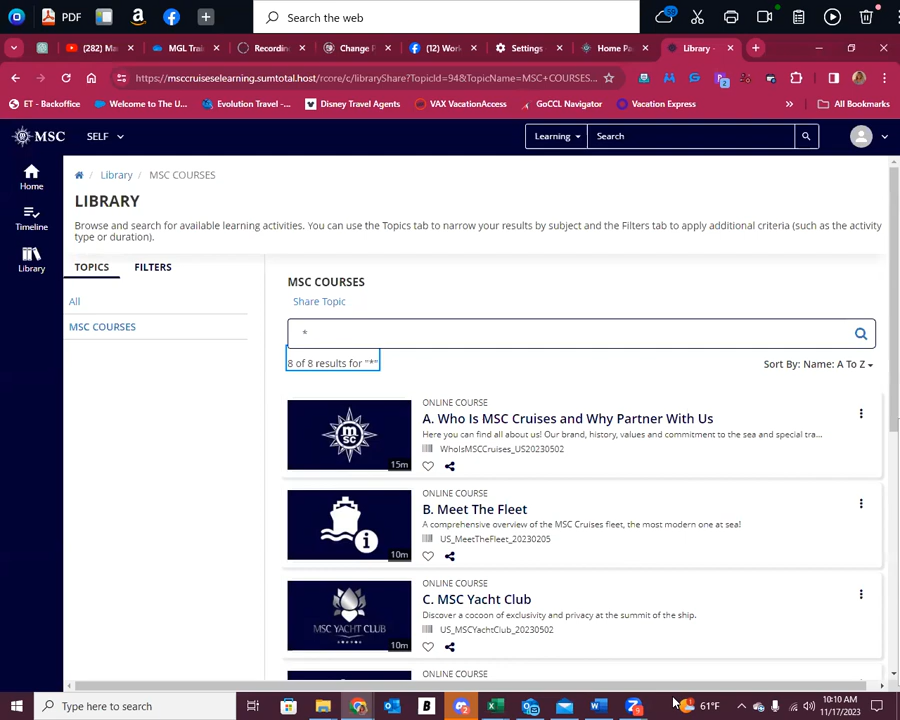 PDF
Search the web
(282) M
MGL Trai
Recordin
Change P
(12) Work
Settings
Home Pa
Library -
https://msccruiseselearning.sumtotal.host/rcore/c/libraryShare?TopicId=94&TopicName=MSC+COURSES...
ET - Backoffice
Welcome to The U...
Evolution Travel -...
Disney Travel Agents
VAX VacationAccess
GoCCL Navigator
Vacation Express
»
All Bookmarks
MSC
SELF
Learning
Search
Home
Timeline
Library
/ Library / MSC COURSES
LIBRARY
Browse and search for available learning activities. You can use the Topics tab to narrow your results by subject and the Filters tab to apply additional criteria (such as the activity
type or duration).
TOPICS
FILTERS
All
MSC COURSES
MSC COURSES
Share Topic
*
8 of 8 results for "*"
Sort By: Name: A To Z
ONLINE COURSE
A. Who Is MSC Cruises and Why Partner With Us
Here you can find all about us! Our brand, history, values and commitment to the sea and special tra...
WhoIsMSCCruises_US20230502
msc
15m
ONLINE COURSE
B. Meet The Fleet
A comprehensive overview of the MSC Cruises fleet, the most modern one at sea!
US_MeetTheFleet_20230205
10m
ONLINE COURSE
C. MSC Yacht Club
Discover a cocoon of exclusivity and privacy at the summit of the ship.
US_MSCYachtClub_20230502
MSC YACHT CLUB
10m
ONLINE COURSE
Type here to search
61°F
10:10 AM
11/17/2023